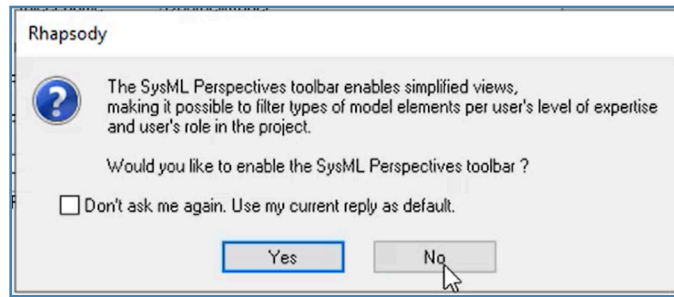 Rhapsody
The SysML Perspectives toolbar enables simplified views,
making it possible to filter types of model elements per user's level of expertise
and user's role in the project.
Would you like to enable the SysML Perspectives toolbar ?
Don't ask me again. Use my current reply as default.
Yes
No